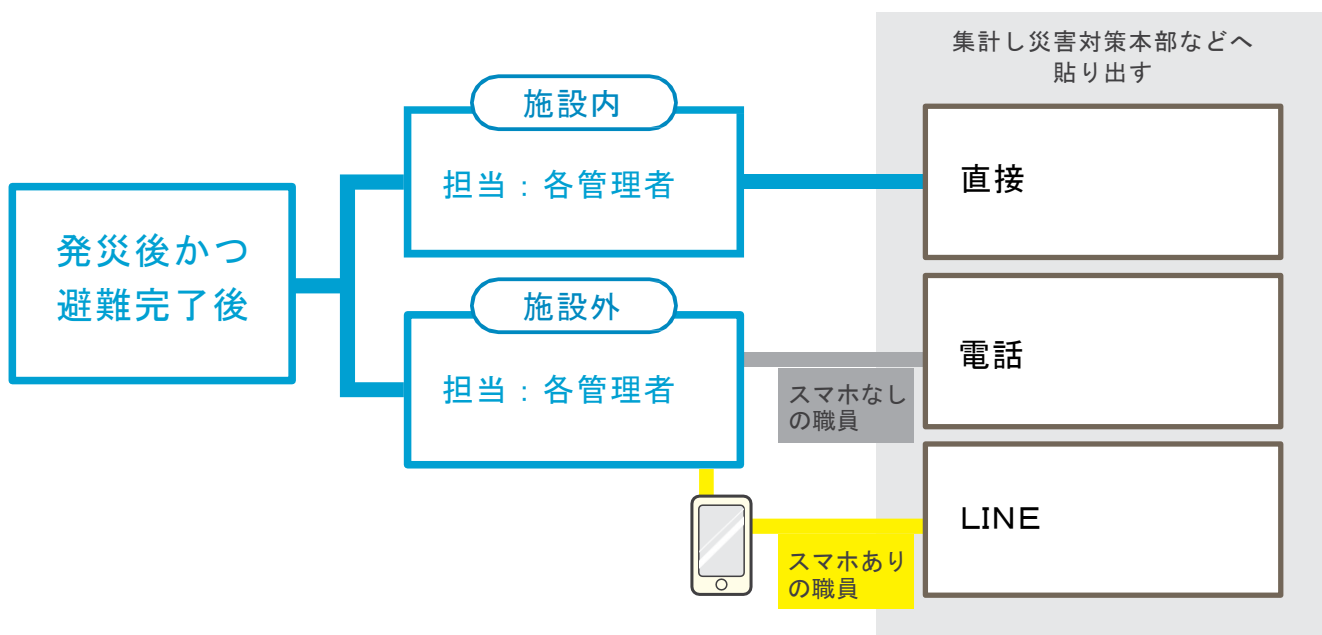 集計し災害対策本部などへ
貼り出す
施設内
担当：各管理者
直接
発災後かつ
避難完了後
施設外
担当：各管理者
電話
スマホなし
の職員
LINE
スマホあり
の職員